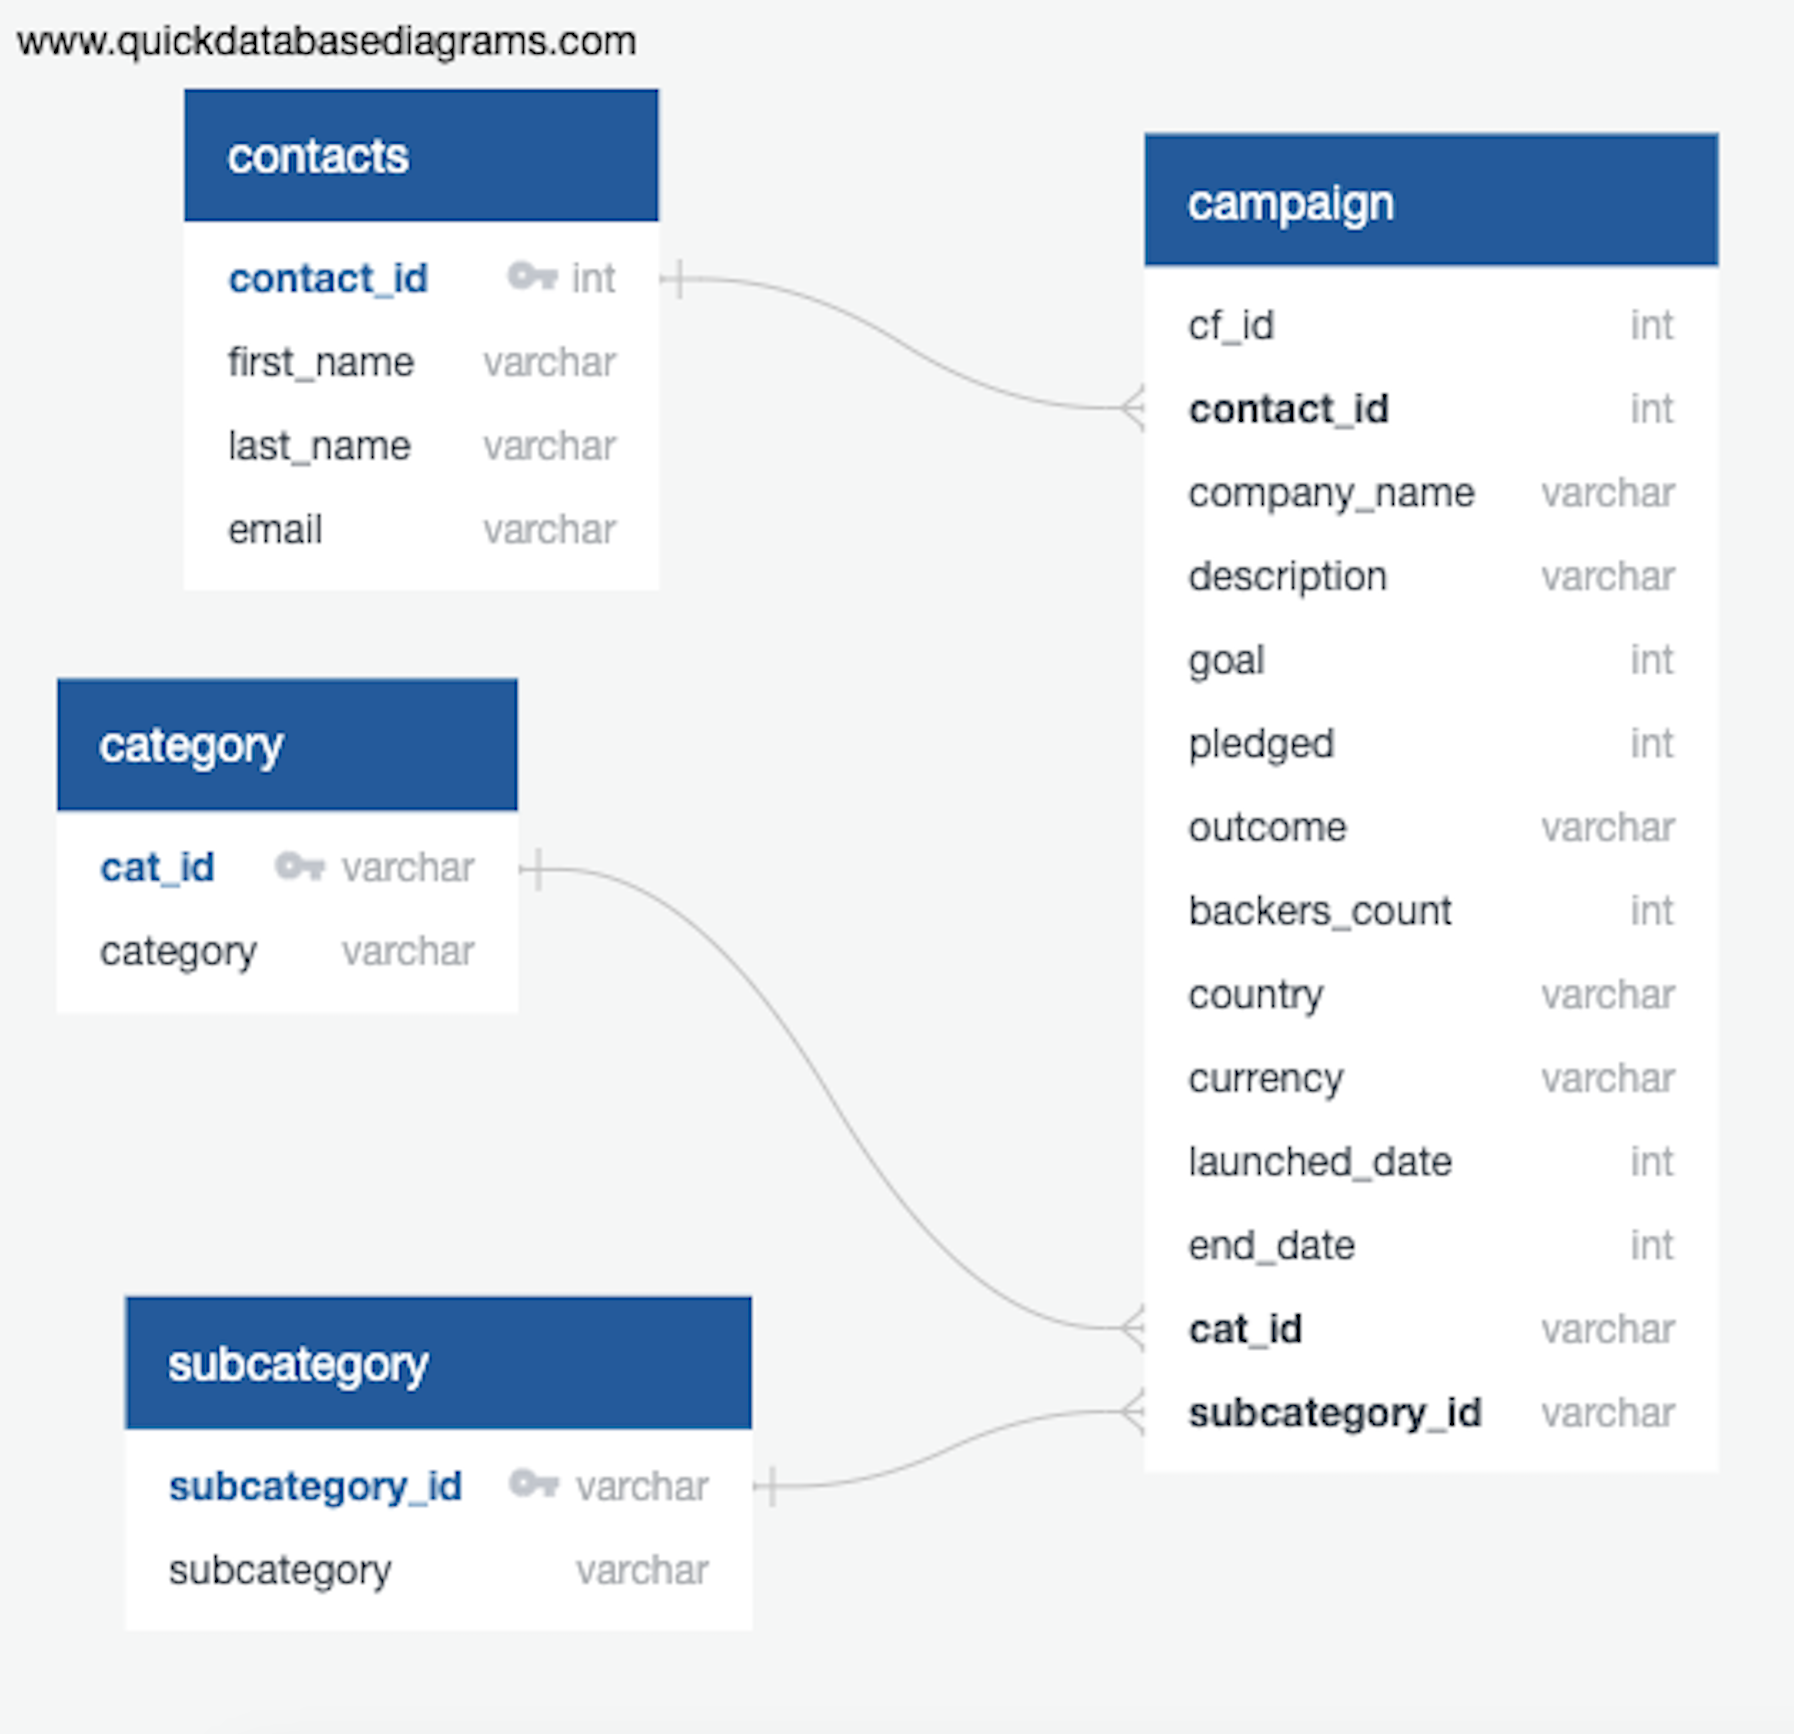 www.quickdatabasediagrams.com
contacts
contact_id int
first_name varchar
last_name varchar
email varchar
category
cat_id varchar
category varchar
subcategory
subcategory_id varchar
subcategory varchar
campaign
cf_id int
contact_id int
company_name varchar
description varchar
goal int
pledged int
outcome varchar
backers_count int
country varchar
currency varchar
launched_date int
end_date int
cat_id varchar
subcategory_id varchar